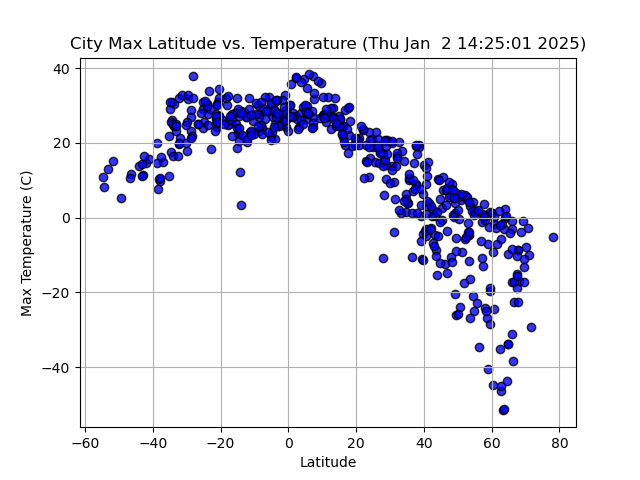 City Max Latitude vs. Temperature (Thu Jan  2 14:25:01 2025)
40
20
0
−20
−40
Max Temperature (C)
−60 −40 −20 0 20 40 60 80
Latitude